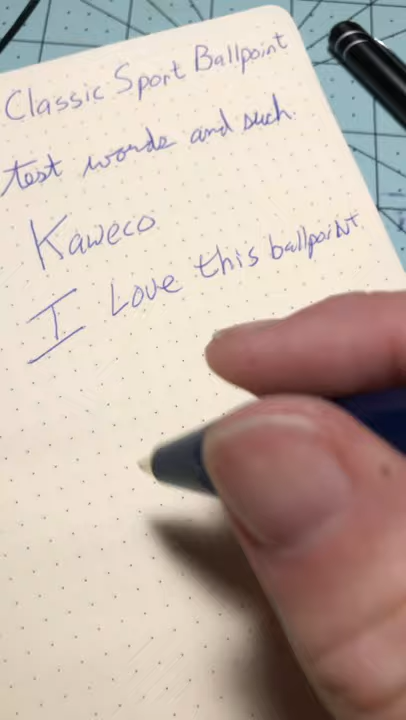 Classic Sport Ballpoint
test words and such.
Kaweco
I Love this ballpoint